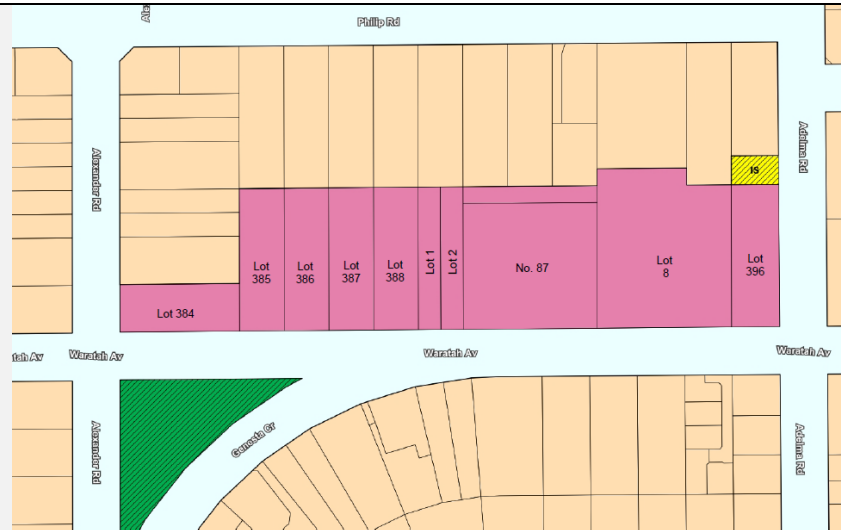 Philip Rd
Alexander Rd
Adelma Rd
IS
Lot
385
Lot
386
Lot
387
Lot
388
Lot 1
Lot 2
No. 87
Lot
8
Lot
396
Lot 384
Waratah Av
Waratah Av
Waratah Av
Alexander Rd
Genesta Cr
Adelma Rd